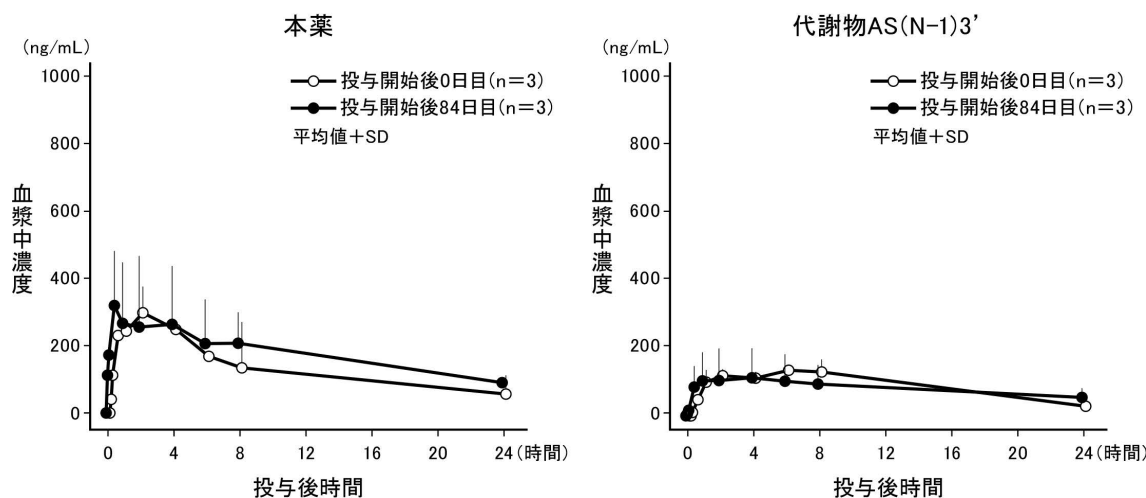 本薬
(ng/mL)
1000
800
600
400
200
0
血漿中濃度
投与開始後0日目(n=3)
投与開始後84日目(n=3)
平均値+SD
0 4 8 12 16 20 24(時間)
投与後時間
代謝物AS(N-1)3’
(ng/mL)
1000
800
600
400
200
0
血漿中濃度
投与開始後0日目(n=3)
投与開始後84日目(n=3)
平均値+SD
0 4 8 12 16 20 24(時間)
投与後時間